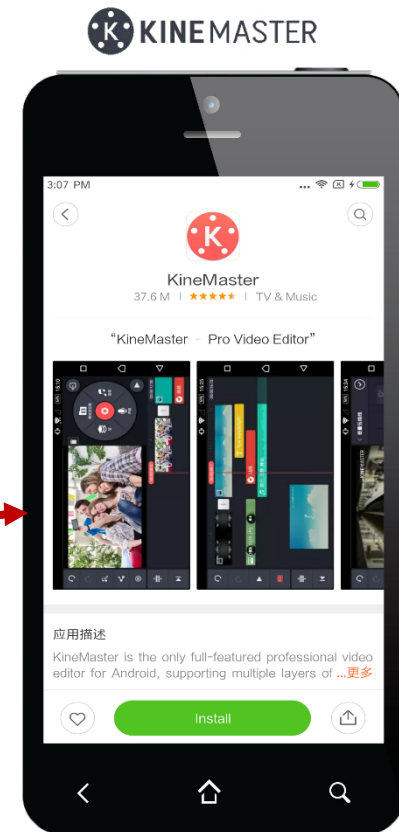 KINEMASTER
3:07 PM
KineMaster
37.6 M | TV & Music
“KineMaster - Pro Video Editor”
应用描述
KineMaster is the only full-featured professional video
editor for Android, supporting multiple layers of ...更多
Install